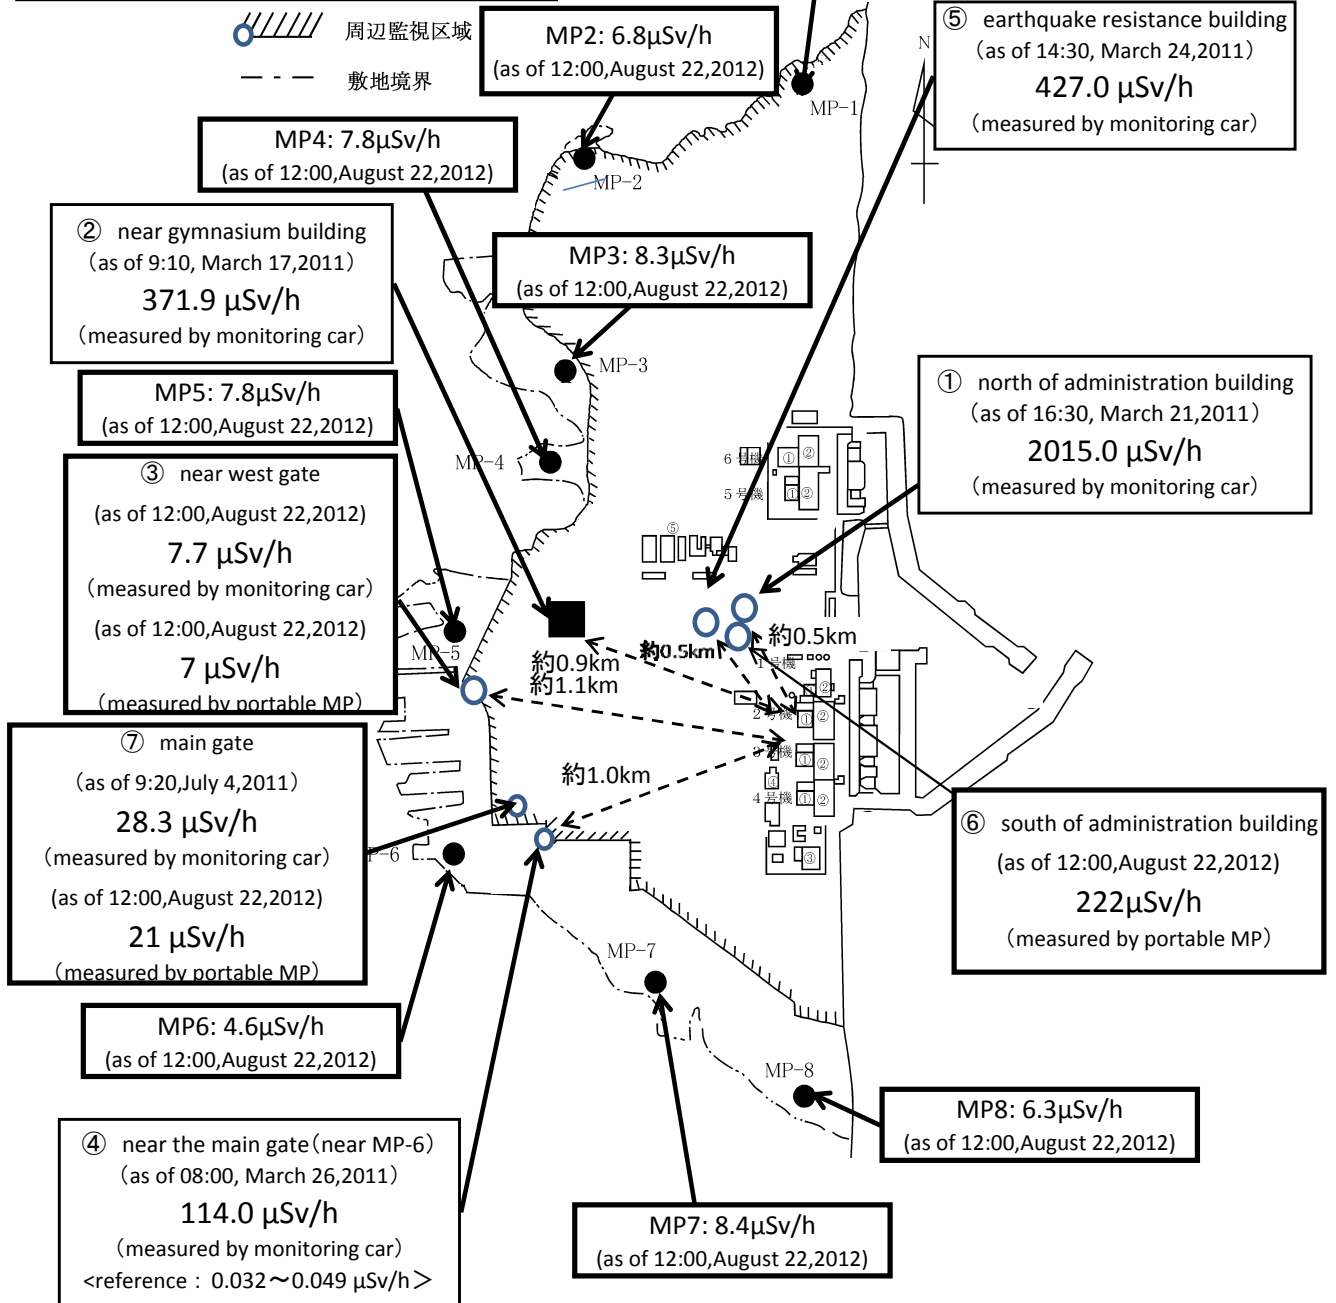 周辺監視区域
敷地境界
MP2: 6.8μSv/h
(as of 12:00,August 22,2012)
⑤ earthquake resistance building
(as of 14:30, March 24,2011)
427.0 μSv/h
(measured by monitoring car)
N
MP-1
MP4: 7.8μSv/h
(as of 12:00,August 22,2012)
MP-2
② near gymnasium building
(as of 9:10, March 17,2011)
371.9 μSv/h
(measured by monitoring car)
MP3: 8.3μSv/h
(as of 12:00,August 22,2012)
MP-3
① north of administration building
(as of 16:30, March 21,2011)
2015.0 μSv/h
(measured by monitoring car)
MP5: 7.8μSv/h
(as of 12:00,August 22,2012)
MP-4
6号機 ① ②
5号機 ① ②
③ near west gate
(as of 12:00,August 22,2012)
7.7 μSv/h
(measured by monitoring car)
(as of 12:00,August 22,2012)
7 μSv/h
(measured by portable MP)
⑤
MP-5
約0.9km
約1.1km
約0.5km
約0.5km
1号機 ②
2号機 ① ②
3号機 ① ②
④
4号機 ① ②
③
約1.0km
⑦ main gate
(as of 9:20,July 4,2011)
28.3 μSv/h
(measured by monitoring car)
(as of 12:00,August 22,2012)
21 μSv/h
(measured by portable MP)
P-6
⑥ south of administration building
(as of 12:00,August 22,2012)
222μSv/h
(measured by portable MP)
MP-7
MP6: 4.6μSv/h
(as of 12:00,August 22,2012)
MP-8
MP8: 6.3μSv/h
(as of 12:00,August 22,2012)
④ near the main gate(near MP-6)
(as of 08:00, March 26,2011)
114.0 μSv/h
(measured by monitoring car)
<reference : 0.032～0.049 μSv/h>
MP7: 8.4μSv/h
(as of 12:00,August 22,2012)